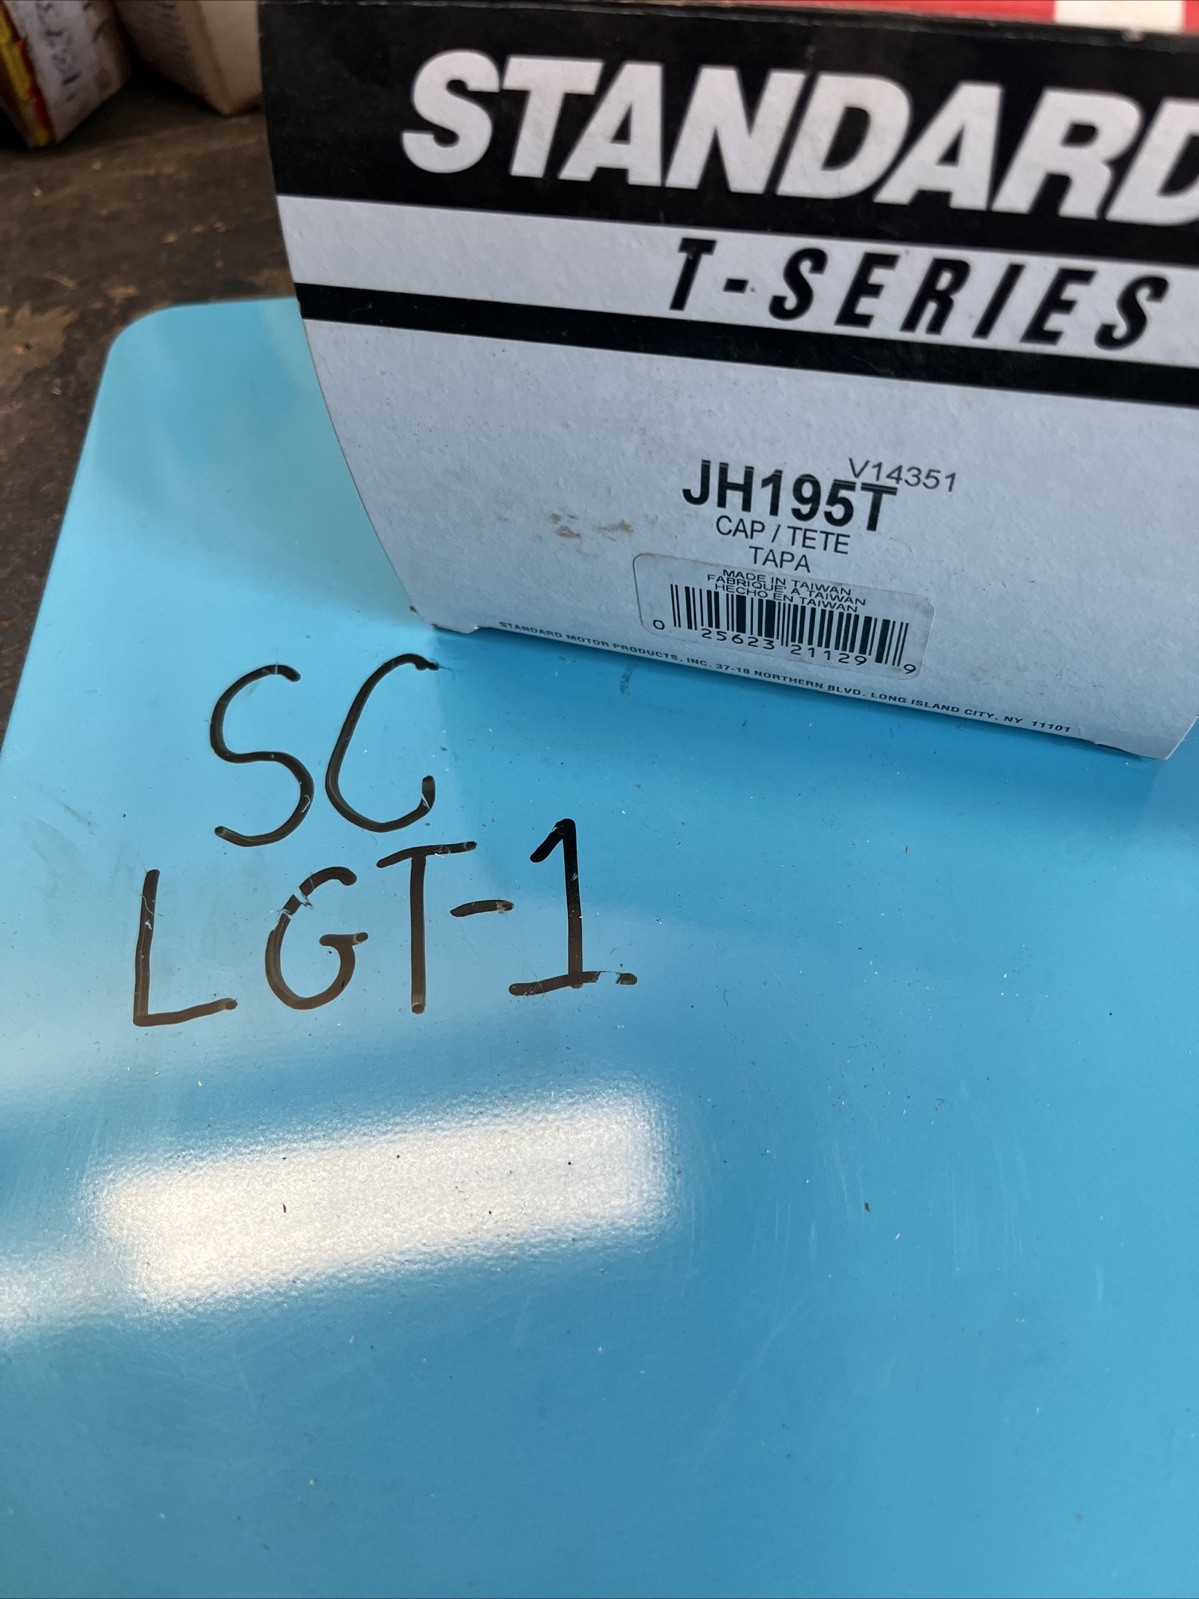 STANDARD
T-SERIES
V14351
JH195T
CAP / TETE
TAPA
MADE IN TAIWAN
FABRIQUÉ À TAIWAN
HECHO EN TAIWAN
0 25623 21129 9
STANDARD MOTOR PRODUCTS, INC. 37-18 NORTHERN BLVD. LONG ISLAND CITY, NY 11101
SC
LGT-1.